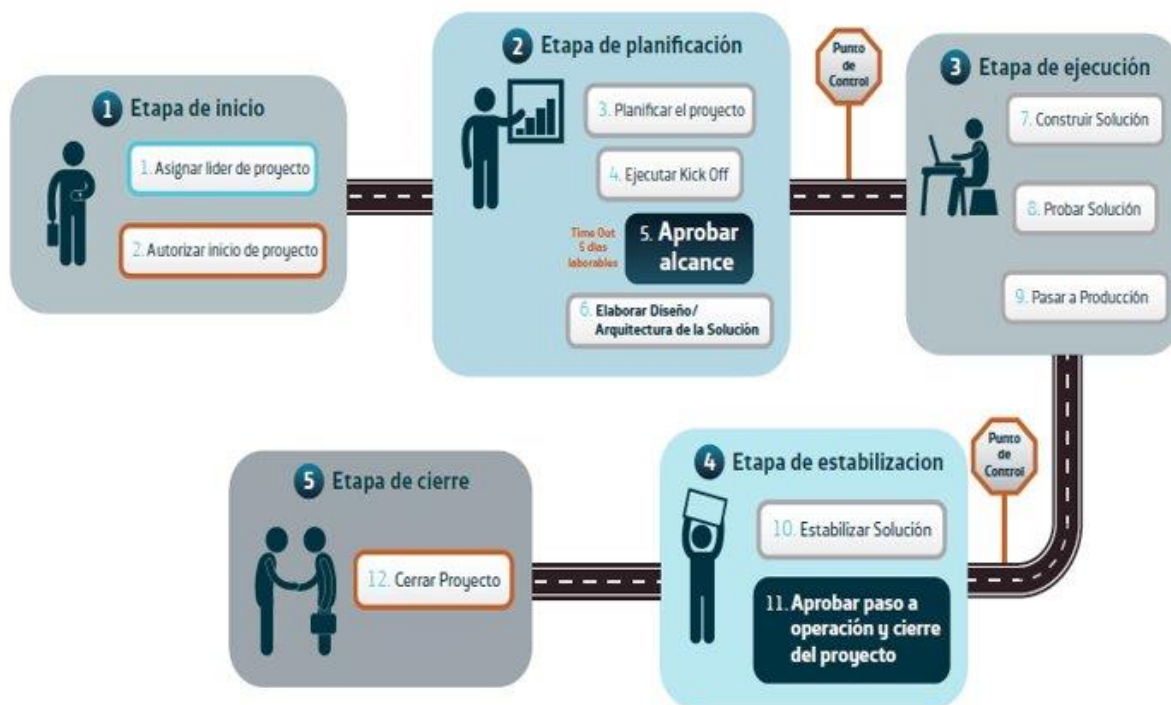 1 Etapa de inicio
1. Asignar lider de proyecto
2. Autorizar inicio de proyecto
2 Etapa de planificación
3. Planificar el proyecto
4. Ejecutar Kick Off
Time Out
5 dias
laborables
5. Aprobar
alcance
6. Elaborar Diseño/
Arquitectura de la Solución
Punto
de
Control
3 Etapa de ejecución
7. Construir Solución
8. Probar Solución
9. Pasar a Producción
Punto
de
Control
4 Etapa de estabilizacion
10. Estabilizar Solución
11. Aprobar paso a
operación y cierre
del proyecto
5 Etapa de cierre
12. Cerrar Proyecto